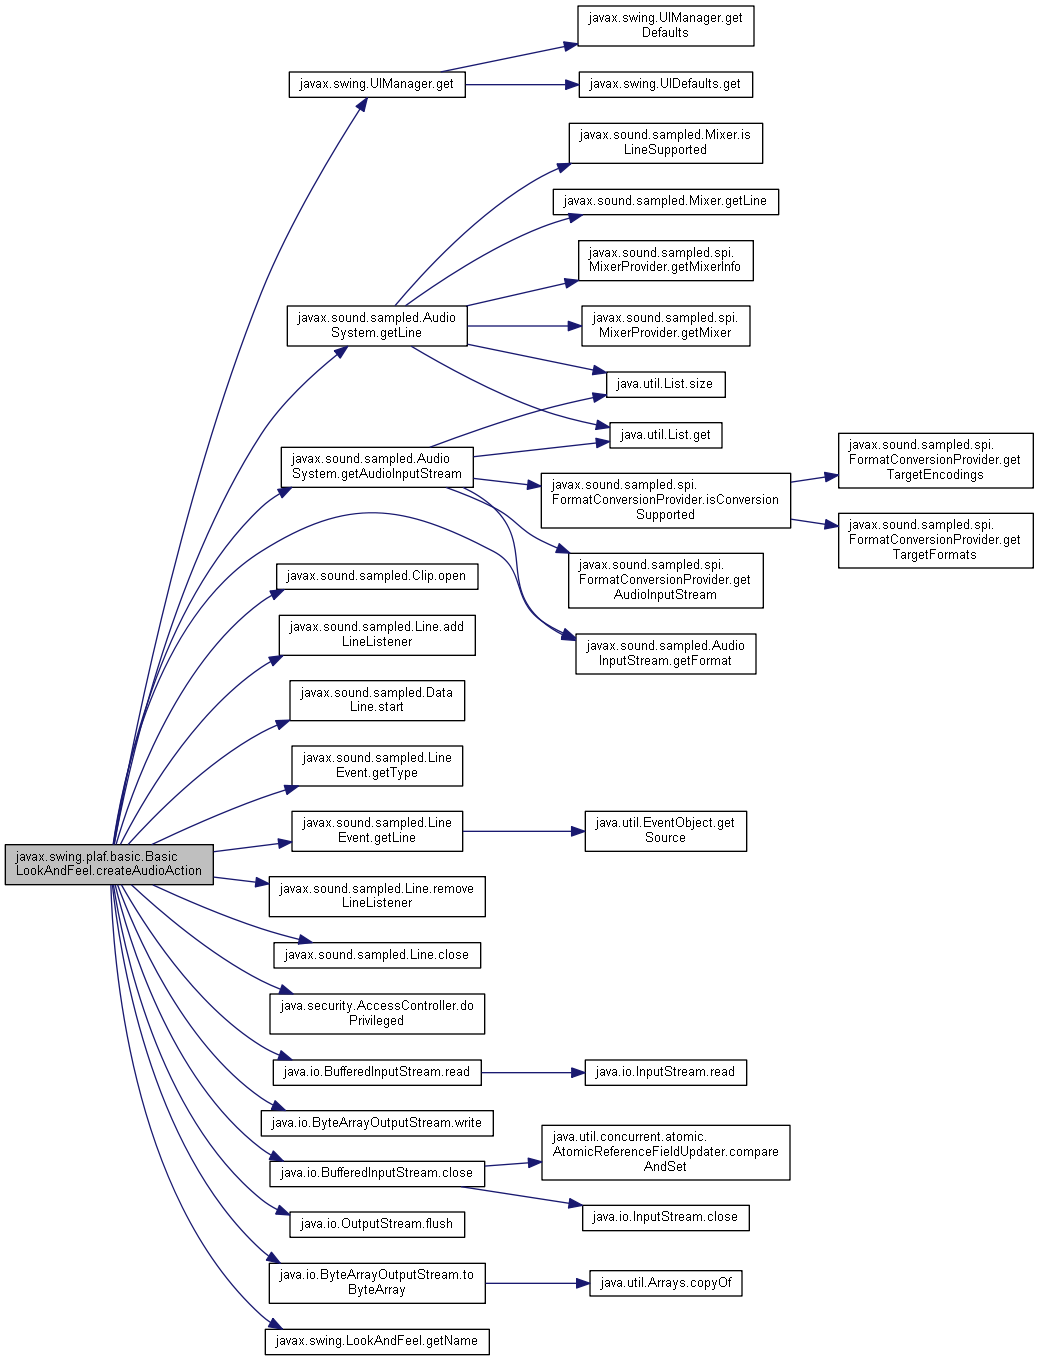 javax.swing.UIManager.get
Defaults
javax.swing.UIManager.get
javax.swing.UIDefaults.get
javax.sound.sampled.Mixer.is
LineSupported
javax.sound.sampled.Mixer.getLine
javax.sound.sampled.spi.
MixerProvider.getMixerInfo
javax.sound.sampled.Audio
System.getLine
javax.sound.sampled.spi.
MixerProvider.getMixer
java.util.List.size
java.util.List.get
javax.sound.sampled.Audio
System.getAudioInputStream
javax.sound.sampled.spi.
FormatConversionProvider.isConversion
Supported
javax.sound.sampled.spi.
FormatConversionProvider.get
TargetEncodings
javax.sound.sampled.spi.
FormatConversionProvider.get
TargetFormats
javax.sound.sampled.Clip.open
javax.sound.sampled.spi.
FormatConversionProvider.get
AudioInputStream
javax.sound.sampled.Line.add
LineListener
javax.sound.sampled.Audio
InputStream.getFormat
javax.sound.sampled.Data
Line.start
javax.sound.sampled.Line
Event.getType
javax.sound.sampled.Line
Event.getLine
java.util.EventObject.get
Source
javax.swing.plaf.basic.Basic
LookAndFeel.createAudioAction
javax.sound.sampled.Line.remove
LineListener
javax.sound.sampled.Line.close
java.security.AccessController.do
Privileged
java.io.BufferedInputStream.read
java.io.InputStream.read
java.io.ByteArrayOutputStream.write
java.util.concurrent.atomic.
AtomicReferenceFieldUpdater.compare
AndSet
java.io.BufferedInputStream.close
java.io.InputStream.close
java.io.OutputStream.flush
java.io.ByteArrayOutputStream.to
ByteArray
java.util.Arrays.copyOf
javax.swing.LookAndFeel.getName